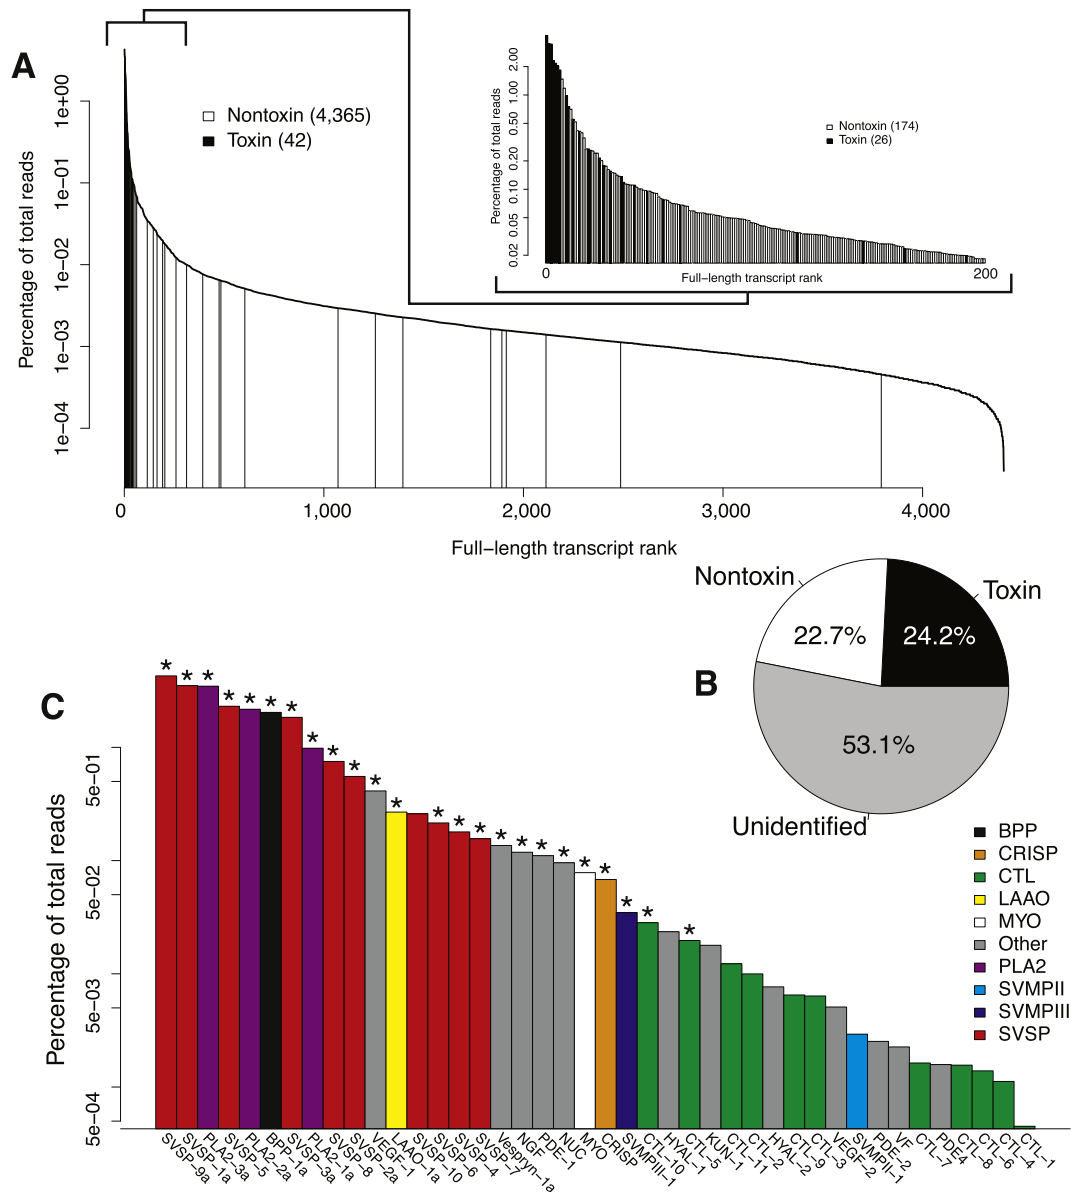 A
Percentage of total reads
1e+00
1e−01
1e−02
1e−03
1e−04
Nontoxin (4,365)
Toxin (42)
0
1,000
2,000
3,000
4,000
Full−length transcript rank
Percentage of total reads
2.00
1.00
0.50
0.20
0.10
0.05
0.02
Nontoxin (174)
Toxin (26)
0
200
Full−length transcript rank
B
Nontoxin
Toxin
22.7%
24.2%
53.1%
Unidentified
C
Percentage of total reads
5e−01
5e−02
5e−03
5e−04
* * * * * * * * * * * * * * * * * * * * * * * *
BPP
CRISP
CTL
LAAO
MYO
Other
PLA2
SVMPII
SVMPIII
SVSP
SVSP−9a
SVSP−1a
PLA2−3a
SVSP−5
PLA2−2a
BPP−1a
SVSP−3a
PLA2−1a
SVSP−8
SVSP−2a
VEGF−1
LAAO−1a
SVSP−10
SVSP−6
SVSP−4
SVSP−7
Vespryn−1a
NGF
PDE−1
NUC
MYO
CRISP
SVMPIII−1
CTL−10
HYAL−1
CTL−5
KUN−1
CTL−11
CTL−2
HYAL−2
CTL−9
CTL−3
VEGF−2
SVMPII−1
PDE−2
VF
CTL−7
PDE4
CTL−8
CTL−6
CTL−4
CTL−1